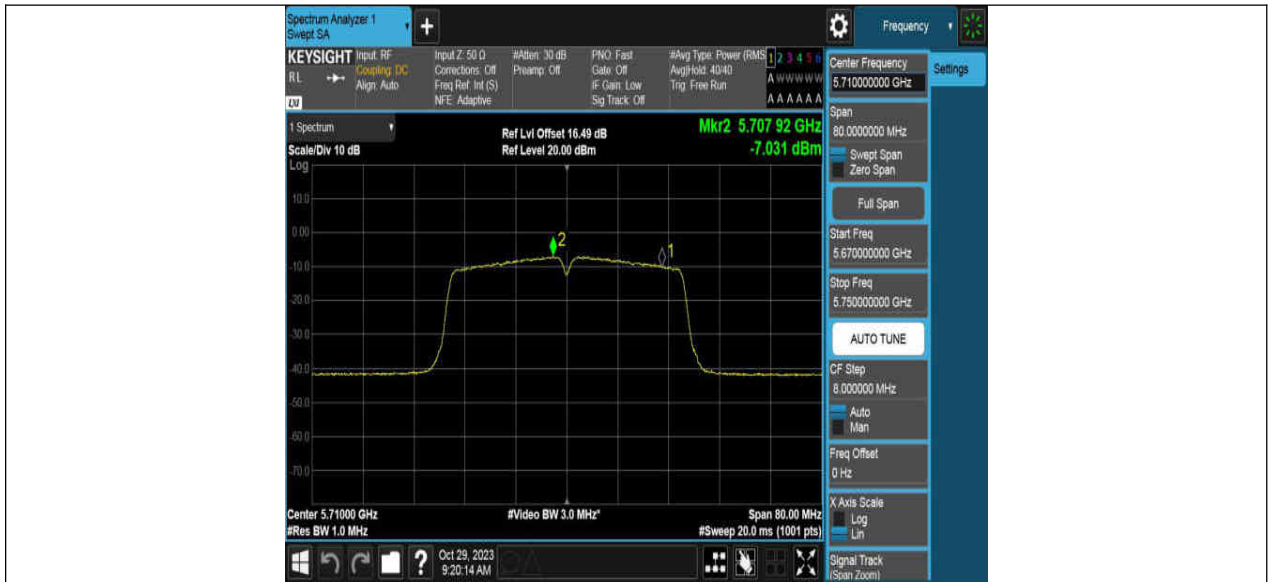 Spectrum Analyzer 1
Swept SA
+
Frequency
KEYSIGHT
RL
LXI
Input: RF
Coupling: DC
Align: Auto
Input Z: 50 Ω
Corrections: Off
Freq Ref: Int (S)
NFE: Adaptive
#Atten: 30 dB
Preamp: Off
PNO: Fast
Gate: Off
IF Gain: Low
Sig Track: Off
#Avg Type: Power (RMS
Avg|Hold: 40/40
Trig: Free Run
1 2 3 4 5 6
A W W W W W
A A A A A A
Center Frequency
5.710000000 GHz
Settings
Span
80.0000000 MHz
Swept Span
Zero Span
Full Span
Start Freq
5.670000000 GHz
Stop Freq
5.750000000 GHz
AUTO TUNE
CF Step
8.000000 MHz
Auto
Man
Freq Offset
0 Hz
X Axis Scale
Log
Lin
Signal Track
(Span Zoom)
1 Spectrum
Scale/Div 10 dB
Log
Ref Lvl Offset 16.49 dB
Ref Level 20.00 dBm
Mkr2 5.707 92 GHz
-7.031 dBm
10.0
0.00
-10.0
-20.0
-30.0
-40.0
-50.0
-60.0
-70.0
2
1
Center 5.71000 GHz
#Res BW 1.0 MHz
#Video BW 3.0 MHz*
Span 80.00 MHz
#Sweep 20.0 ms (1001 pts)
?
Oct 29, 2023
9:20:14 AM